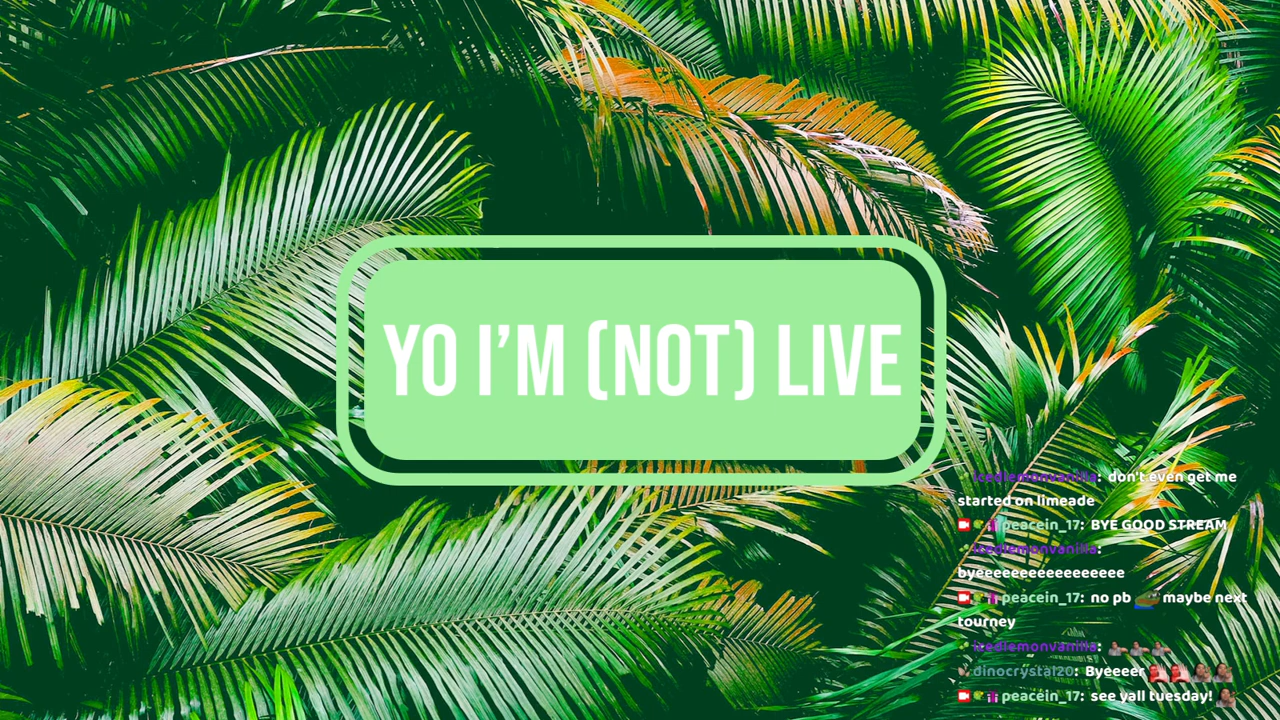 YO I'M (NOT) LIVE
icedlemonvanilla: don't even get me
started on limeade
peacein_17: BYE GOOD STREAM
icedlemonvanilla:
byeeeeeeeeeeeeeeeee
peacein_17: no pb maybe next
tourney
icedlemonvanilla:
dinocrystal20: Byeeeer
peacein_17: see yall tuesday!